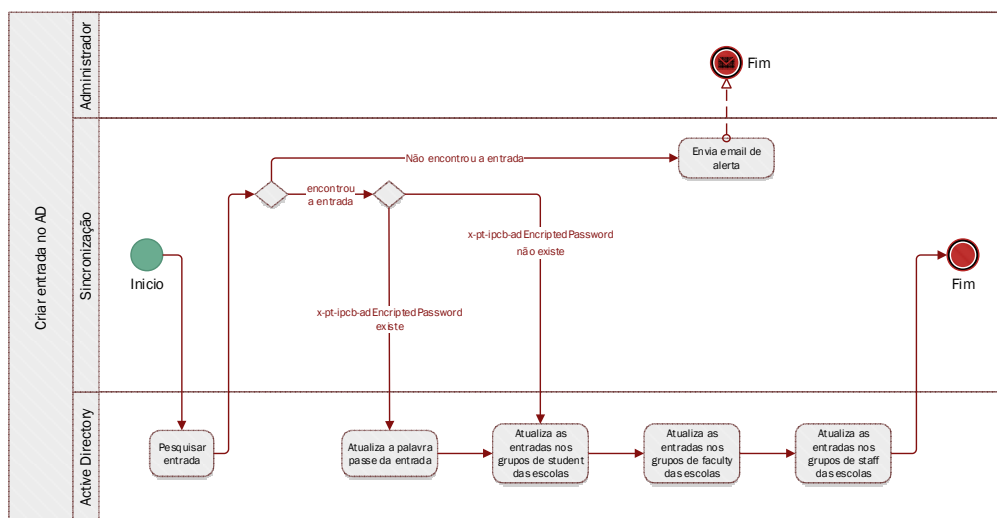 Criar entrada no AD
Administrador
Fim
Sincronização
Envia email de
alerta
Não encontrou a entrada
encontrou
a entrada
x-pt-ipcb-adEncriptedPassword
não existe
Inicio
Fim
x-pt-ipcb-adEncriptedPassword
existe
Active Directory
Pesquisar
entrada
Atualiza a palavra
passe da entrada
Atualiza as
entradas nos
grupos de student
das escolas
Atualiza as
entradas nos
grupos de faculty
das escolas
Atualiza as
entradas nos
grupos de staff
das escolas